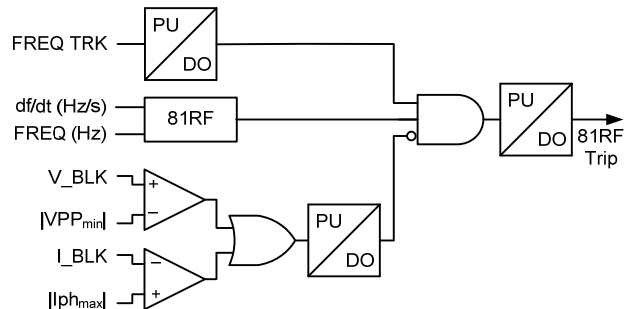 FREQ TRK
PU
DO
df/dt (Hz/s)
FREQ (Hz)
81RF
PU
DO
81RF
Trip
V_BLK
+
|VPPmin|
−
I_BLK
−
|Iphmax|
+
PU
DO